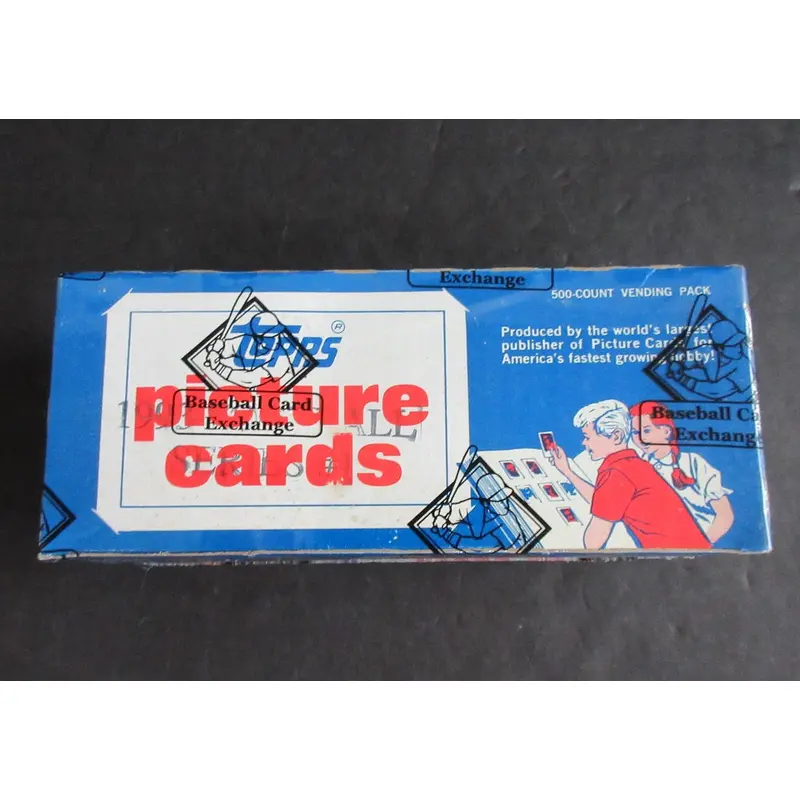 Exchange
500-COUNT VENDING PACK
TOPPS ®
picture
cards
Produced by the world's largest
publisher of Picture Cards for
America's fastest growing hobby!
Baseball Card
Exchange
Baseball Ca
Exchang